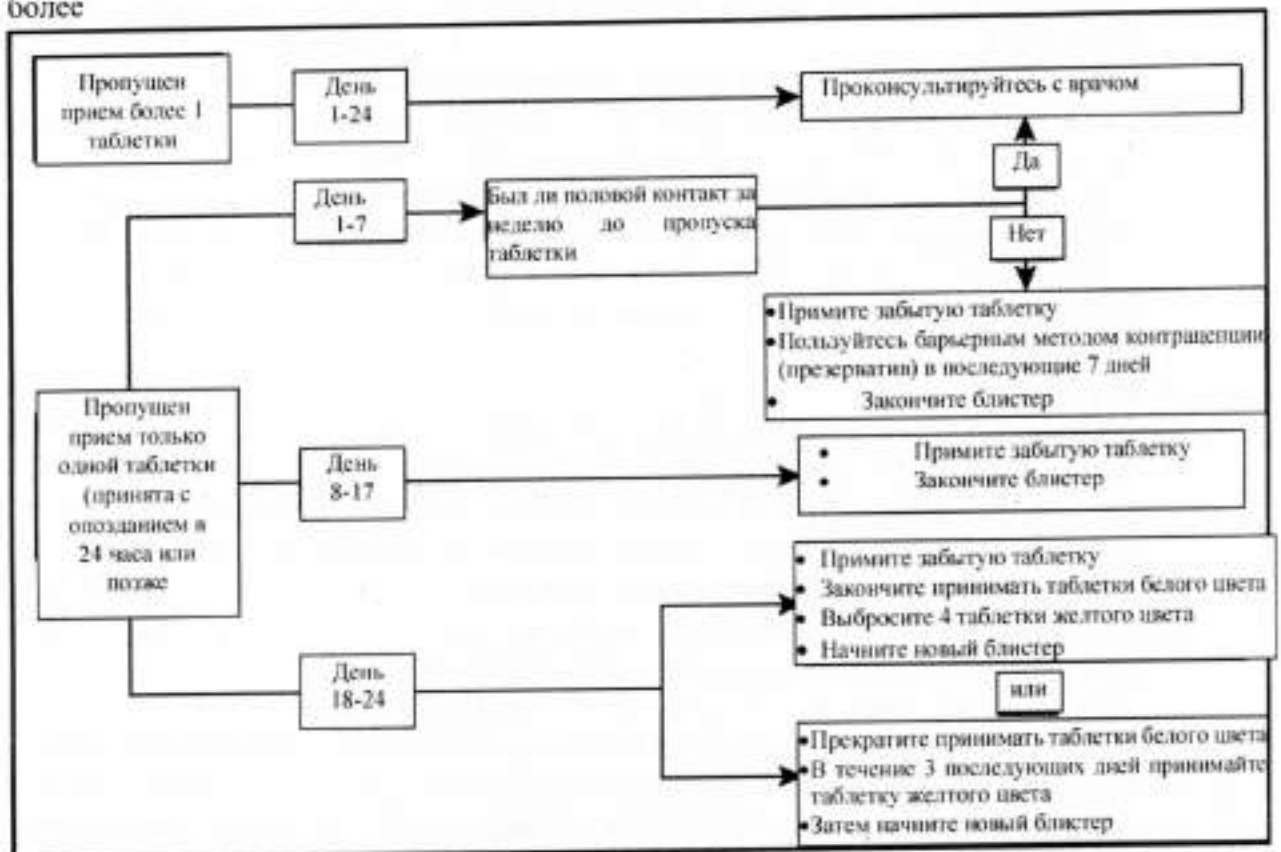 более
Пропущен
прием более 1
таблетки
День
1-24
Проконсультируйтесь с врачом
Да
День
1-7
Был ли половой контакт за
неделю до пропуска
таблетки
Нет
•Примите забытую таблетку
•Пользуйтесь барьерным методом контрацепции
(презерватив) в последующие 7 дней
• Закончите блистер
Пропущен
прием только
одной таблетки
(принята с
опозданием в
24 часа или
позже
День
8-17
• Примите забытую таблетку
• Закончите блистер
День
18-24
• Примите забытую таблетку
• Закончите принимать таблетки белого цвета
• Выбросите 4 таблетки желтого цвета
• Начните новый блистер
или
•Прекратите принимать таблетки белого цвета
•В течение 3 последующих дней принимайте
таблетку желтого цвета
•Затем начните новый блистер